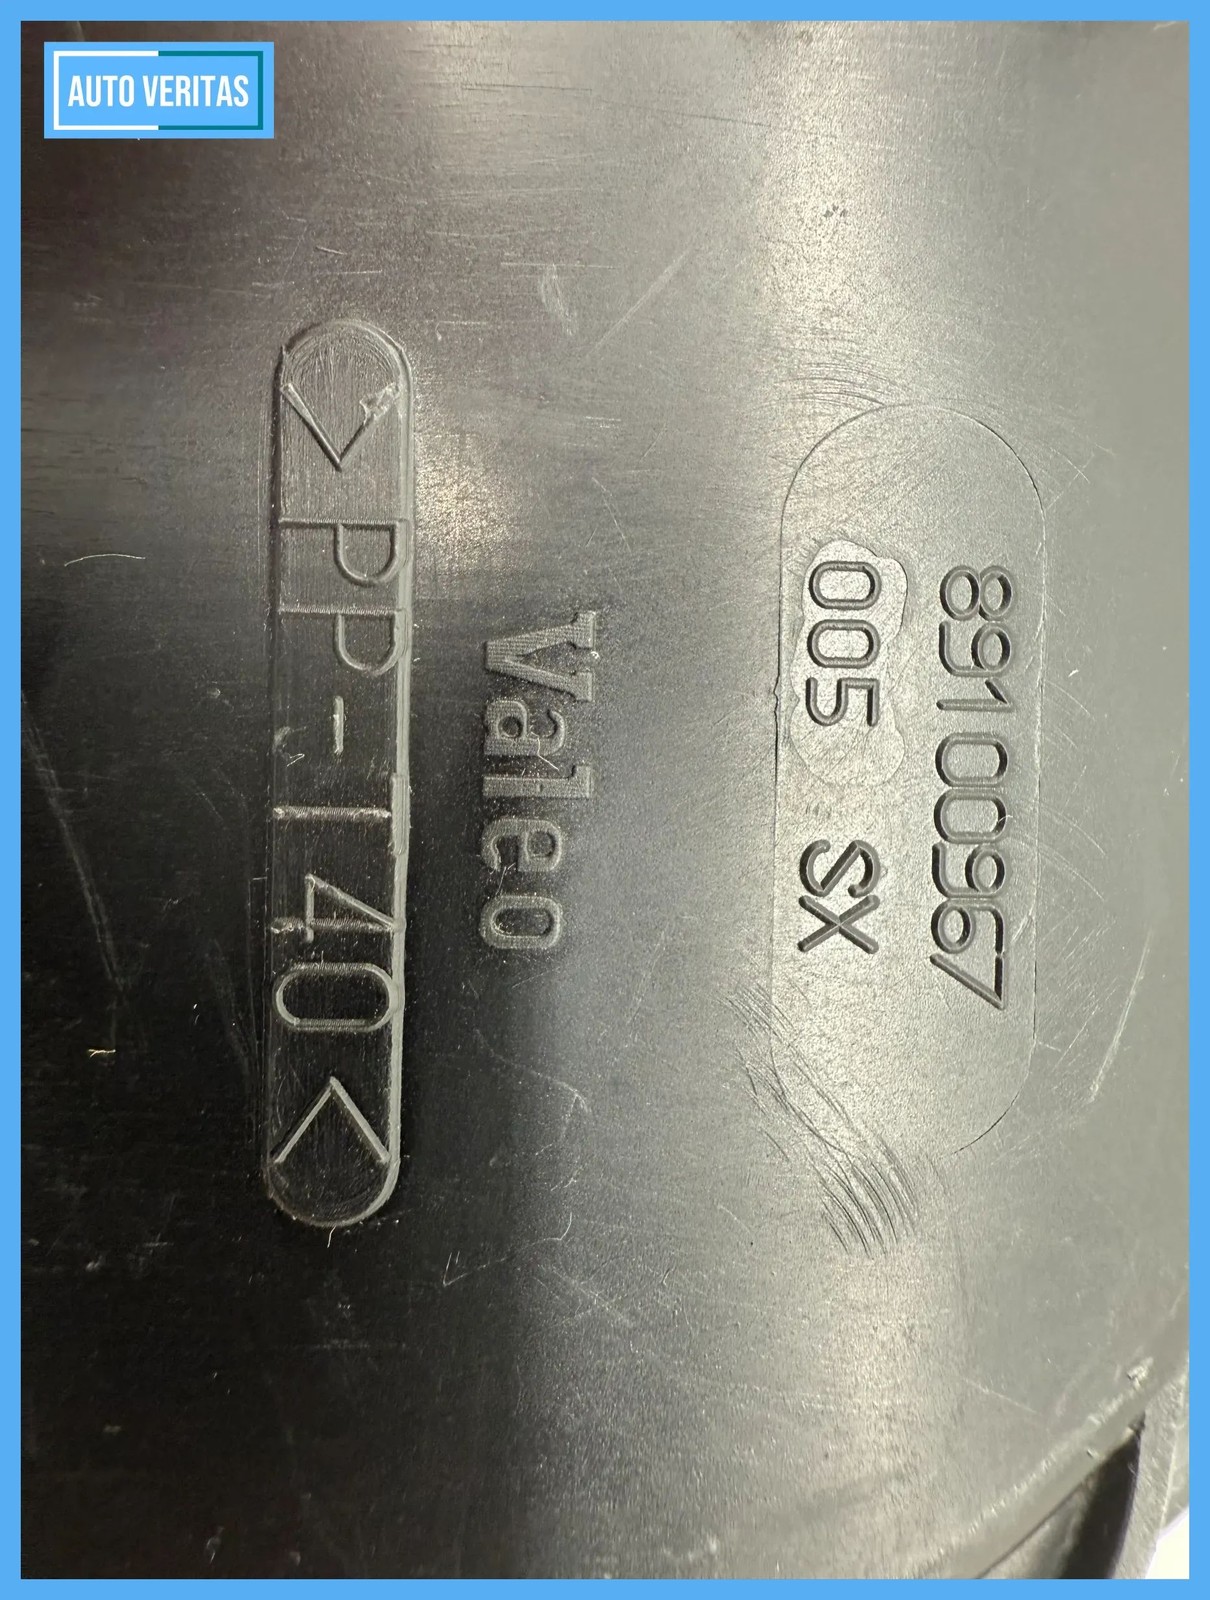 AUTO VERITAS
89100967
005 SX
Valeo
>PP-T40<